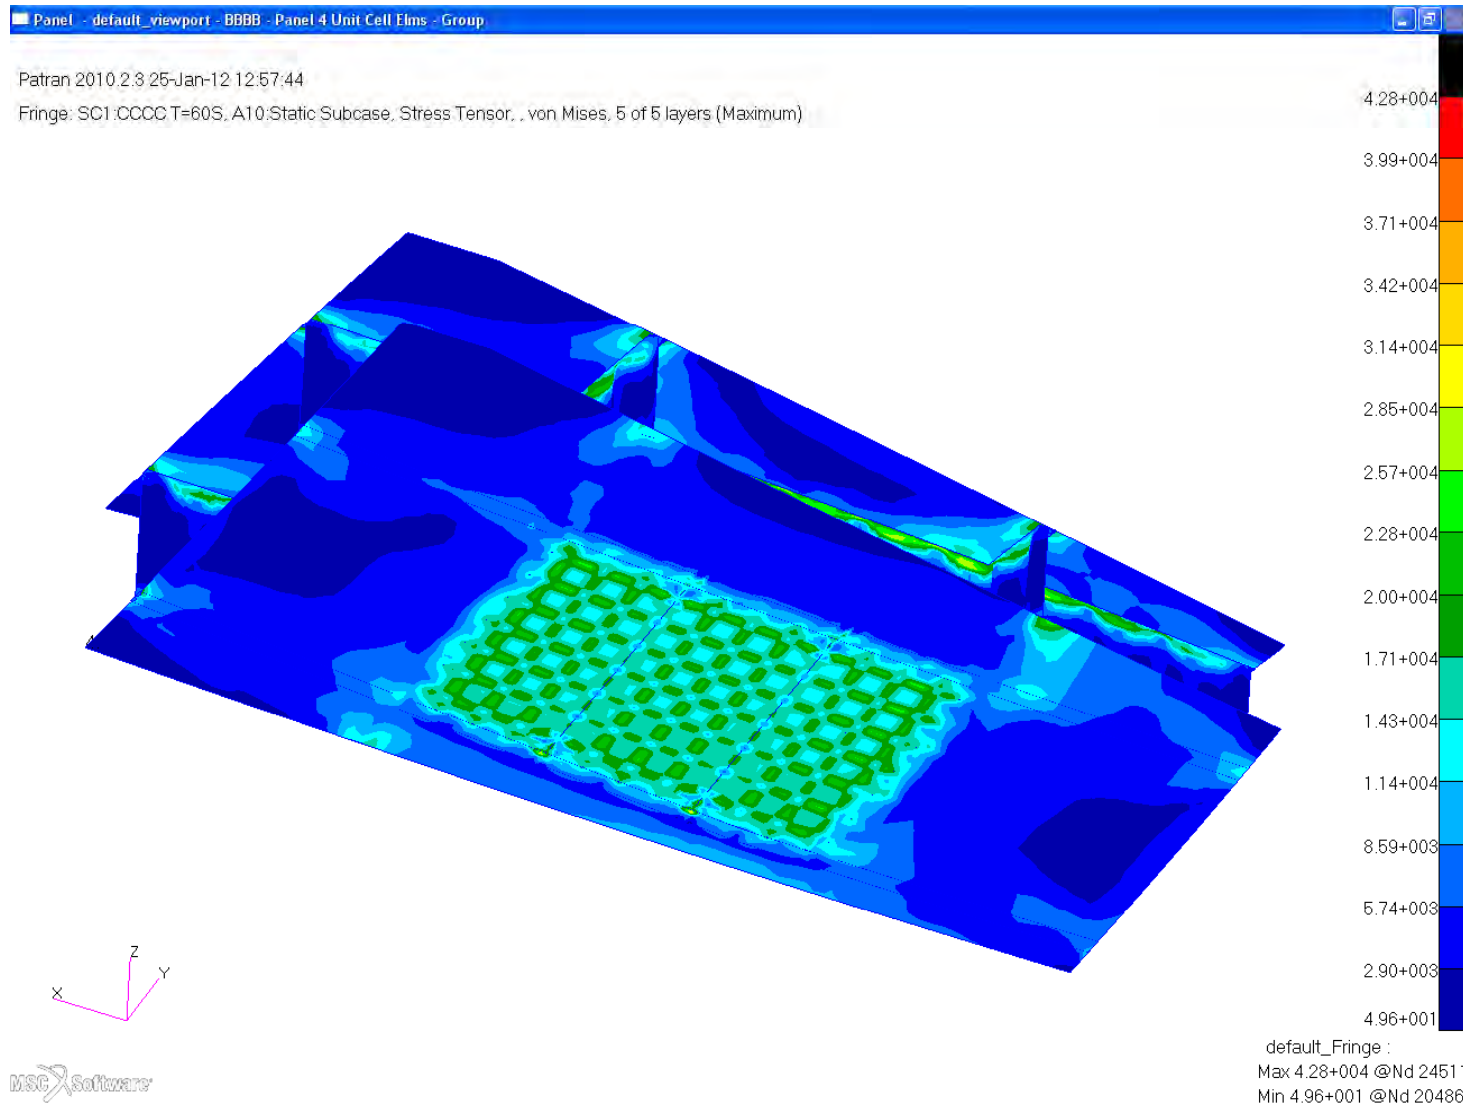 Panel - default_viewport - BBBB - Panel 4 Unit Cell Elms - Group
Patran 2010.2.3 25-Jan-12 12:57:44
Fringe: SC1:CCCC T=60S, A10:Static Subcase, Stress Tensor, , von Mises, 5 of 5 layers (Maximum)
4.28+004
3.99+004
3.71+004
3.42+004
3.14+004
2.85+004
2.57+004
2.28+004
2.00+004
1.71+004
1.43+004
1.14+004
8.59+003
5.74+003
2.90+003
4.96+001
Z
Y
X
default_Fringe :
Max 4.28+004 @Nd 24511
Min 4.96+001 @Nd 20486
MSC Software